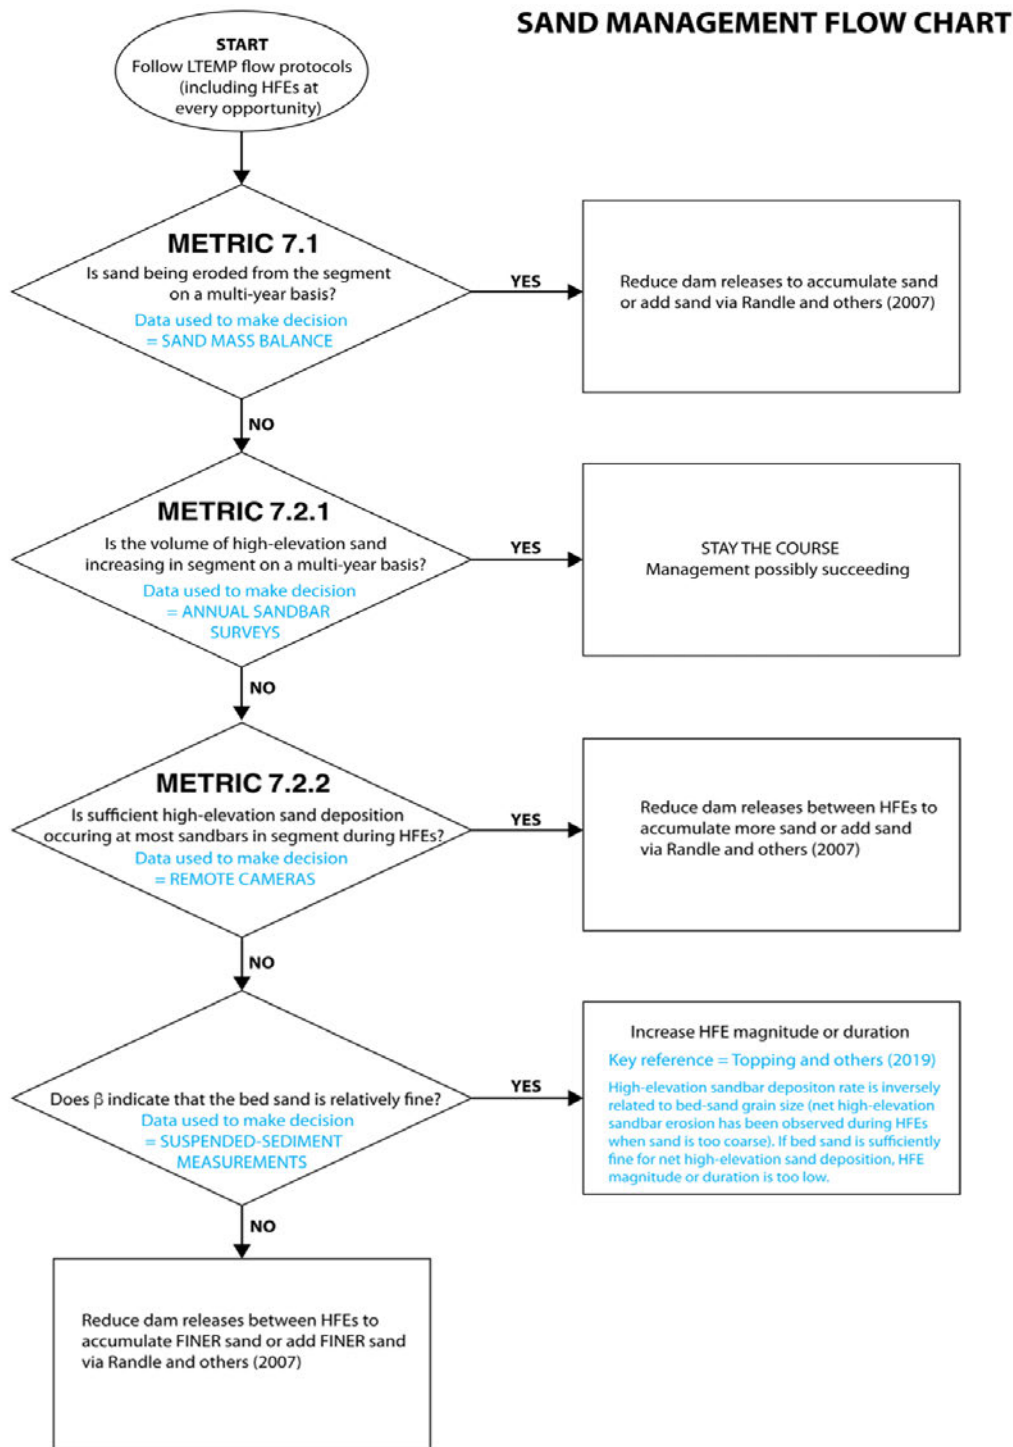 SAND MANAGEMENT FLOW CHART
START
Follow LTEMP flow protocols
(including HFEs at
every opportunity)
METRIC 7.1
Is sand being eroded from the segment
on a multi-year basis?
Data used to make decision
= SAND MASS BALANCE
YES
Reduce dam releases to accumulate sand
or add sand via Randle and others (2007)
NO
METRIC 7.2.1
Is the volume of high-elevation sand
increasing in segment on a multi-year basis?
Data used to make decision
= ANNUAL SANDBAR
SURVEYS
YES
STAY THE COURSE
Management possibly succeeding
NO
METRIC 7.2.2
Is sufficient high-elevation sand deposition
occuring at most sandbars in segment during HFEs?
Data used to make decision
= REMOTE CAMERAS
YES
Reduce dam releases between HFEs to
accumulate more sand or add sand
via Randle and others (2007)
NO
Does β indicate that the bed sand is relatively fine?
Data used to make decision
= SUSPENDED-SEDIMENT
MEASUREMENTS
YES
Increase HFE magnitude or duration
Key reference = Topping and others (2019)
High-elevation sandbar depositon rate is inversely
related to bed-sand grain size (net high-elevation
sandbar erosion has been observed during HFEs
when sand is too coarse). If bed sand is sufficiently
fine for net high-elevation sand deposition, HFE
magnitude or duration is too low.
NO
Reduce dam releases between HFEs to
accumulate FINER sand or add FINER sand
via Randle and others (2007)